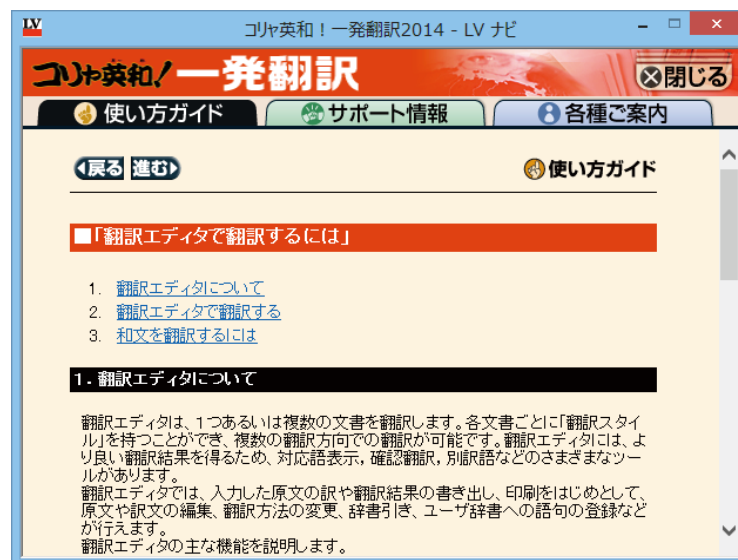 LV
コリャ英和！一発翻訳2014 - LV ナビ
コリャ英和！一発翻訳
閉じる
使い方ガイド
サポート情報
各種ご案内
戻る 進む
使い方ガイド
■「翻訳エディタで翻訳するには」
1. 翻訳エディタについて
2. 翻訳エディタで翻訳する
3. 和文を翻訳するには
1．翻訳エディタについて
翻訳エディタは、１つあるいは複数の文書を翻訳します。各文書ごとに「翻訳スタイ
ル」を持つことができ、複数の翻訳方向での翻訳が可能です。翻訳エディタには、よ
り良い翻訳結果を得るため、対応語表示，確認翻訳，別訳語などのさまざまなツー
ルがあります。
翻訳エディタでは、入力した原文の訳や翻訳結果の書き出し、印刷をはじめとして、
原文や訳文の編集、翻訳方法の変更、辞書引き、ユーザ辞書への語句の登録など
が行えます。
翻訳エディタの主な機能を説明します。